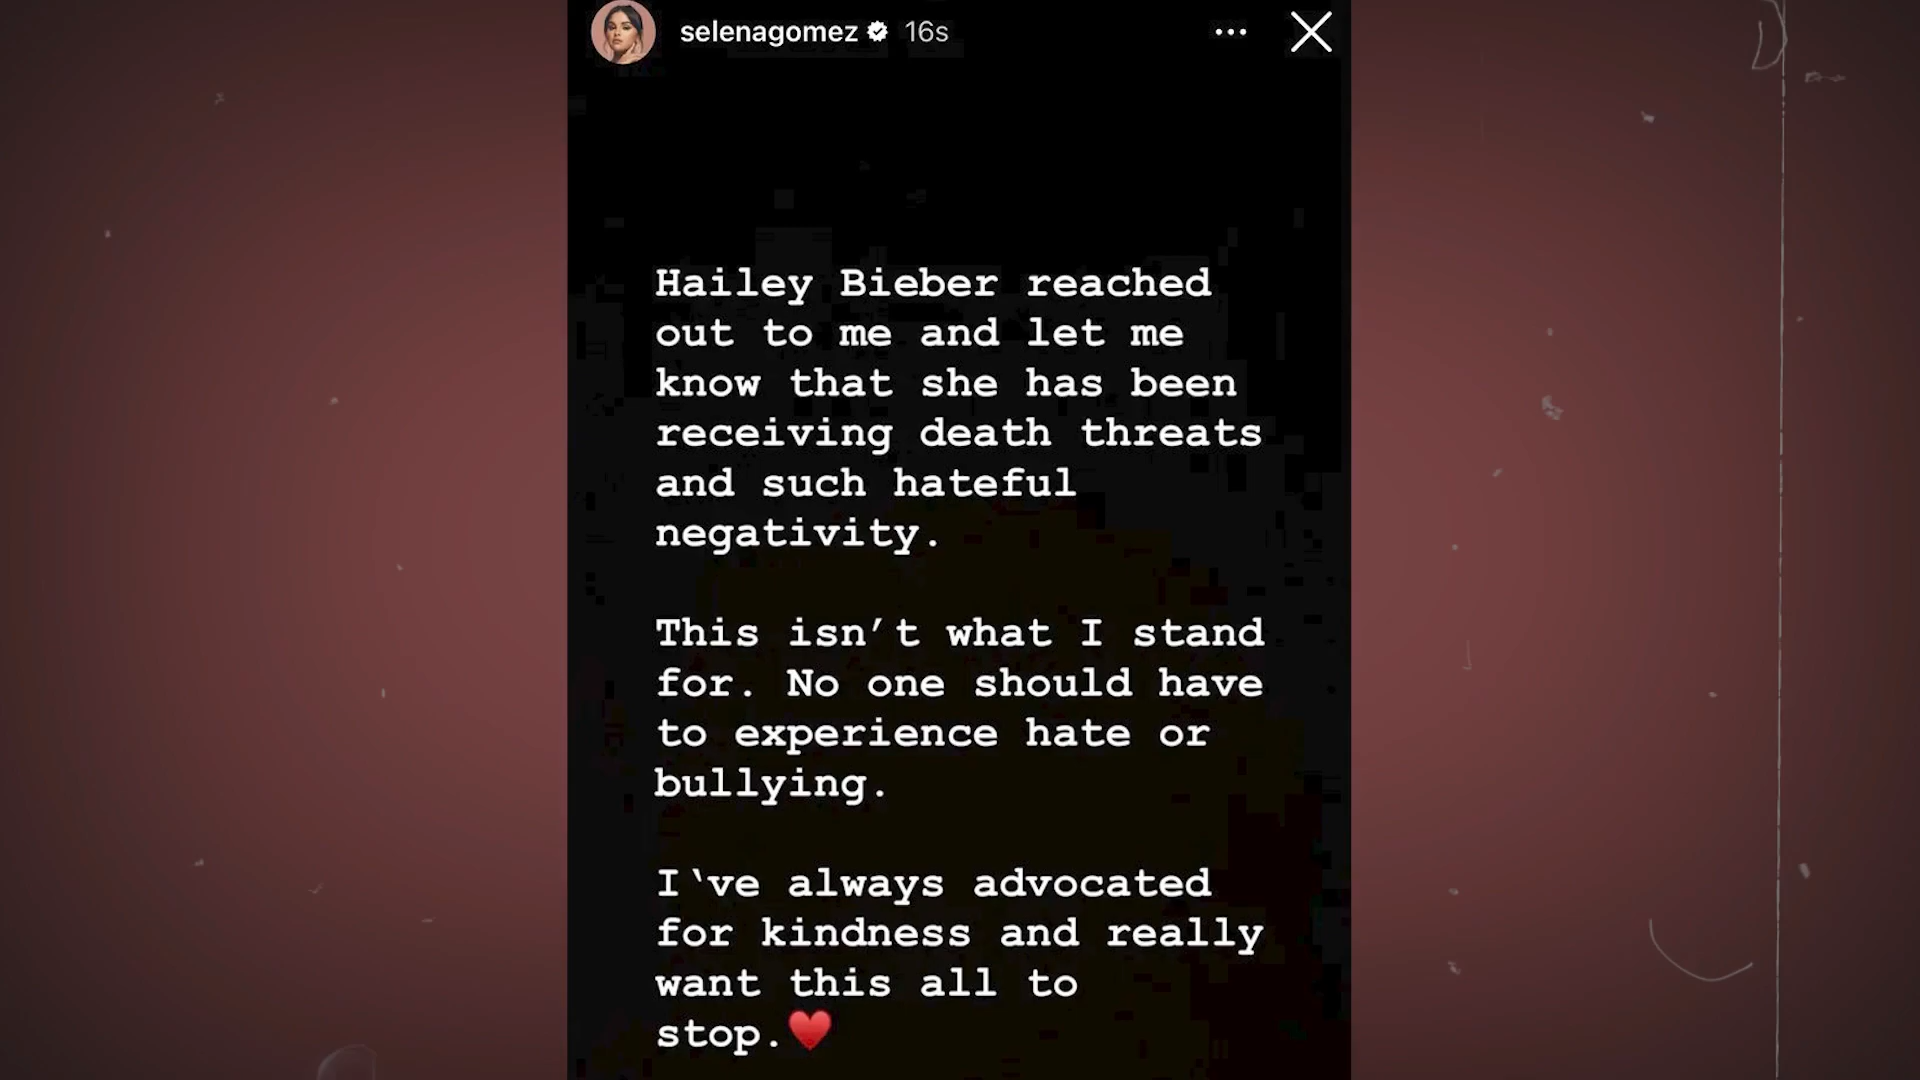 selenagomez 16s
Hailey Bieber reached
out to me and let me
know that she has been
receiving death threats
and such hateful
negativity.
This isn’t what I stand
for. No one should have
to experience hate or
bullying.
I‘ve always advocated
for kindness and really
want this all to
stop.♥️